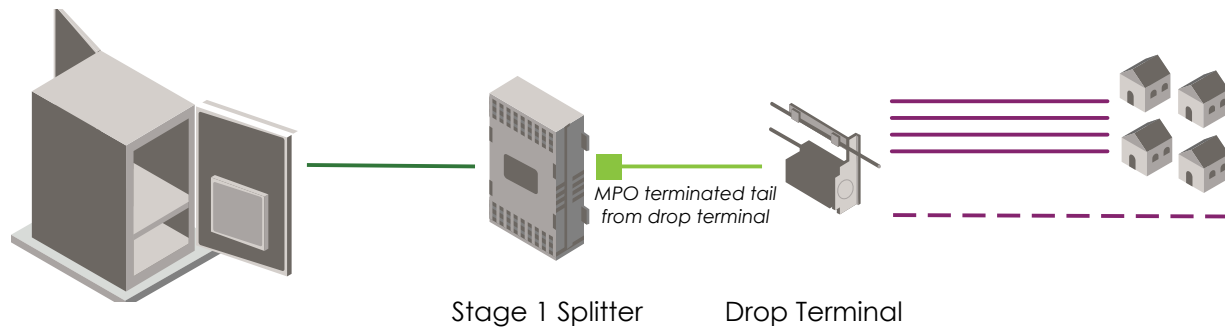 MPO terminated tail
from drop terminal
Stage 1 Splitter
Drop Terminal